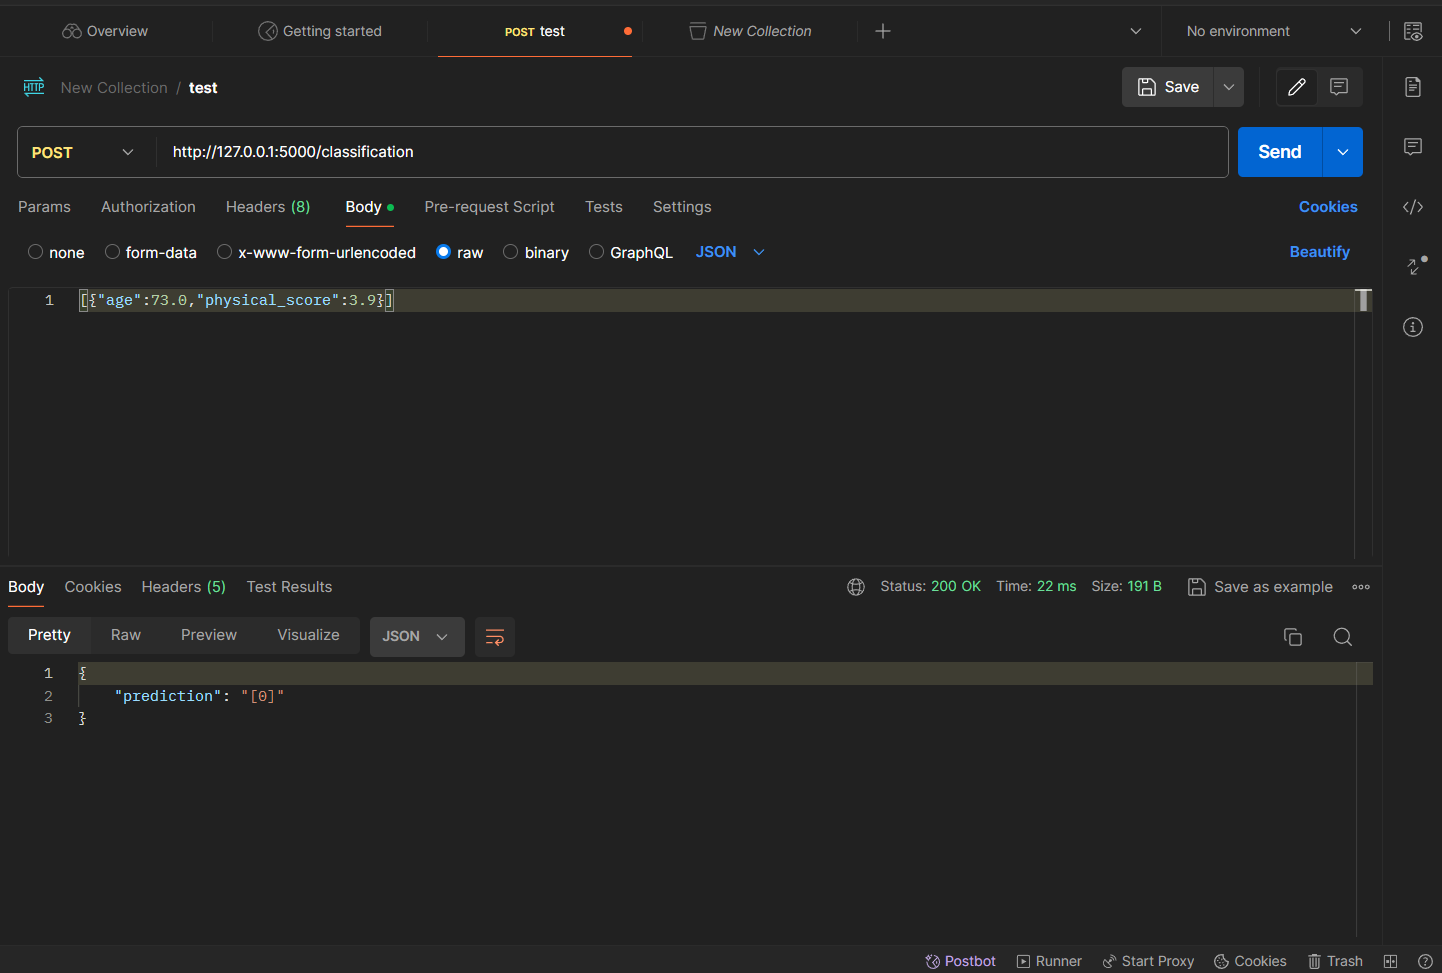 Overview
Getting started
POST test
New Collection
No environment
HTTP New Collection / test
Save
POST
http://127.0.0.1:5000/classification
Send
Params
Authorization
Headers (8)
Body
Pre-request Script
Tests
Settings
Cookies
none
form-data
x-www-form-urlencoded
raw
binary
GraphQL
JSON
Beautify
1 [{"age":73.0,"physical_score":3.9}]
Body
Cookies
Headers (5)
Test Results
Status: 200 OK
Time: 22 ms
Size: 191 B
Save as example
Pretty
Raw
Preview
Visualize
JSON
1 {
2 "prediction": "[0]"
3 }
Postbot
Runner
Start Proxy
Cookies
Trash